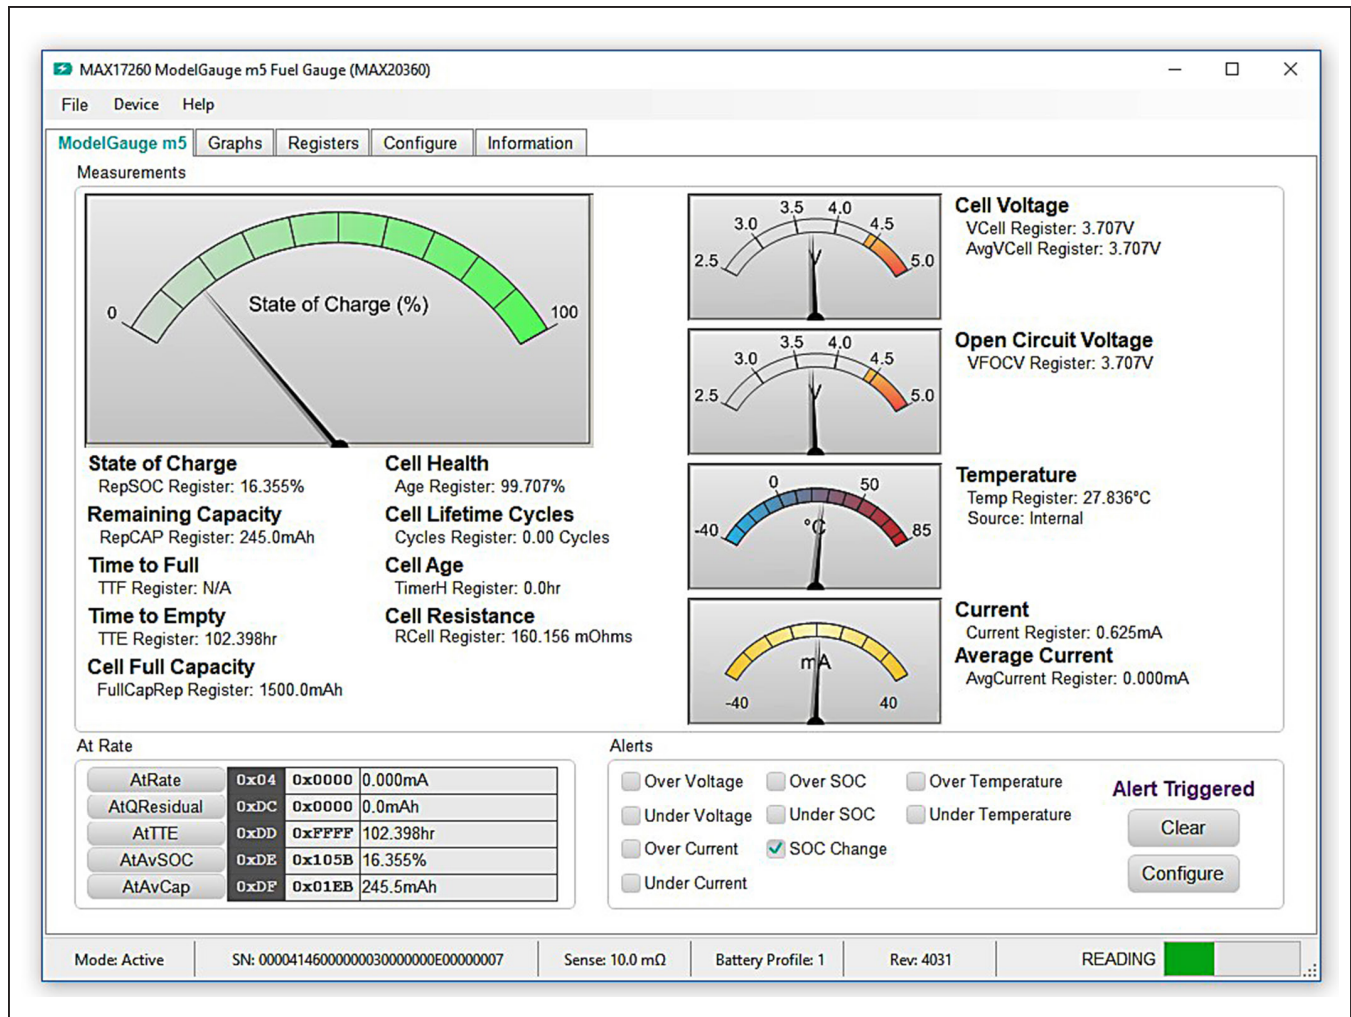 MAX17260 ModelGauge m5 Fuel Gauge (MAX20360)
File Device Help
ModelGauge m5 Graphs Registers Configure Information
Measurements
0
State of Charge (%)
100
2.5 3.0 3.5 4.0 4.5 5.0
V
Cell Voltage
VCell Register: 3.707V
AvgVCell Register: 3.707V
2.5 3.0 3.5 4.0 4.5 5.0
V
Open Circuit Voltage
VFOCV Register: 3.707V
-40 0 50 85
°C
Temperature
Temp Register: 27.836°C
Source: Internal
mA
-40 40
Current
Current Register: 0.625mA
Average Current
AvgCurrent Register: 0.000mA
State of Charge
RepSOC Register: 16.355%
Remaining Capacity
RepCAP Register: 245.0mAh
Time to Full
TTF Register: N/A
Time to Empty
TTE Register: 102.398hr
Cell Full Capacity
FullCapRep Register: 1500.0mAh
Cell Health
Age Register: 99.707%
Cell Lifetime Cycles
Cycles Register: 0.00 Cycles
Cell Age
TimerH Register: 0.0hr
Cell Resistance
RCell Register: 160.156 mOhms
At Rate
AtRate 0x04 0x0000 0.000mA
AtQResidual 0xDC 0x0000 0.0mAh
AtTTE 0xDD 0xFFFF 102.398hr
AtAvSOC 0xDE 0x105B 16.355%
AtAvCap 0xDF 0x01EB 245.5mAh
Alerts
Over Voltage Over SOC Over Temperature
Under Voltage Under SOC Under Temperature
Over Current SOC Change
Under Current
Alert Triggered
Clear
Configure
Mode: Active SN: 00004146000000030000000E00000007 Sense: 10.0 mΩ Battery Profile: 1 Rev: 4031 READING